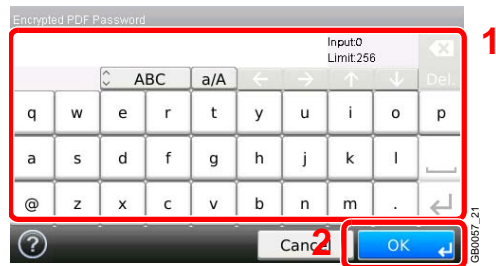 Encrypted PDF Password
1
Input:0
Limit:256
ABC a/A Del.
q w e r t y u i o p
a s d f g h j k l
@ z x c v b n m .
? 2 Cancel OK
GB0057_21